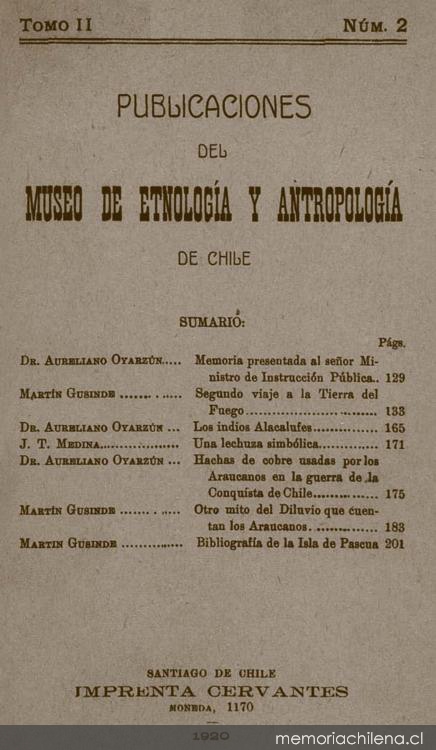 TOMO II NÚM. 2
PUBLICACIONES
DEL
MUSEO DE ETNOLOGÍA Y ANTROPOLOGÍA
DE CHILE
SUMARIÓ:
Págs.
DR. AURELIANO OYARZÚN..... Memoria presentada al señor Mi-
nistro de Instrucción Pública.. 129
MARTÍN GUSINDE ............ Segundo viaje a la Tierra del
Fuego........................... 133
DR. AURELIANO OYARZÚN ... Los indios Alacalufes............. 165
J. T. MEDINA.................. Una lechuza simbólica............ 171
DR. AURELIANO OYARZÚN ... Hachas de cobre usadas por los
Araucanos en la guerra de la
Conquista de Chile............. 175
MARTÍN GUSINDE ............ Otro mito del Diluvio que cuen-
tan los Araucanos.............. 183
MARTIN GUSINDE ............ Bibliografía de la Isla de Pascua 201
SANTIAGO DE CHILE
IMPRENTA CERVANTES
MONEDA, 1170
1920
memoriachilena.cl